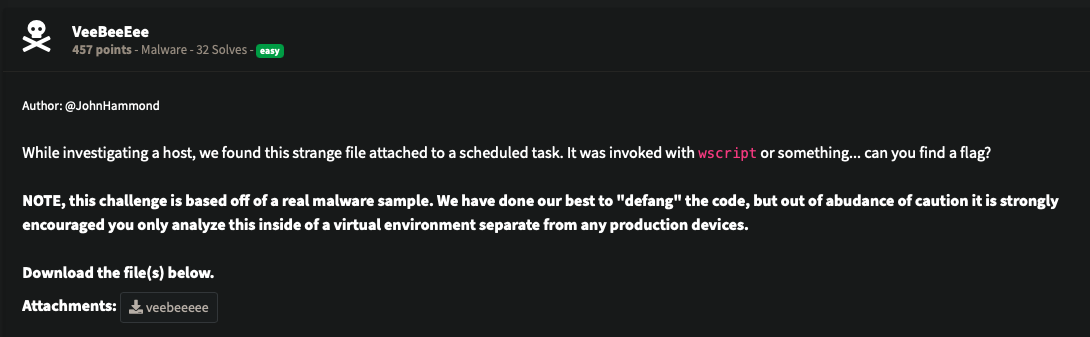 VeeBeeEee
457 points - Malware - 32 Solves - easy
Author: @JohnHammond
While investigating a host, we found this strange file attached to a scheduled task. It was invoked with wscript or something... can you find a flag?
NOTE, this challenge is based off of a real malware sample. We have done our best to "defang" the code, but out of abudance of caution it is strongly
encouraged you only analyze this inside of a virtual environment separate from any production devices.
Download the file(s) below.
Attachments: veebeeeee